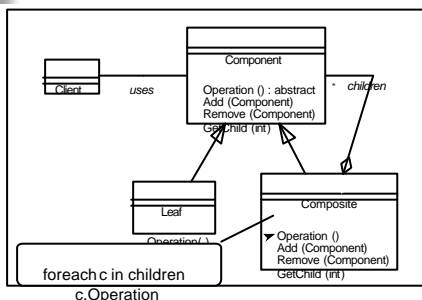 Component
Client
uses
Operation () : abstract
Add (Component)
Remove (Component)
GetChild (int)
* children
Leaf
Operation( )
Composite
Operation ()
Add (Component)
Remove (Component)
GetChild (int)
foreach c in children
c.Operation